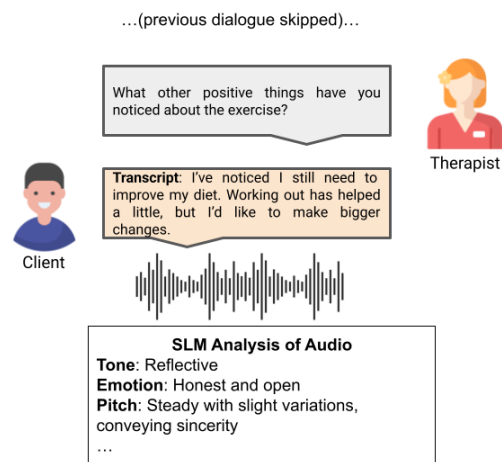 …(previous dialogue skipped)…
What other positive things have you
noticed about the exercise?
Therapist
Transcript: I've noticed I still need to
improve my diet. Working out has helped
a little, but I'd like to make bigger
changes.
Client
SLM Analysis of Audio
Tone: Reflective
Emotion: Honest and open
Pitch: Steady with slight variations,
conveying sincerity
…